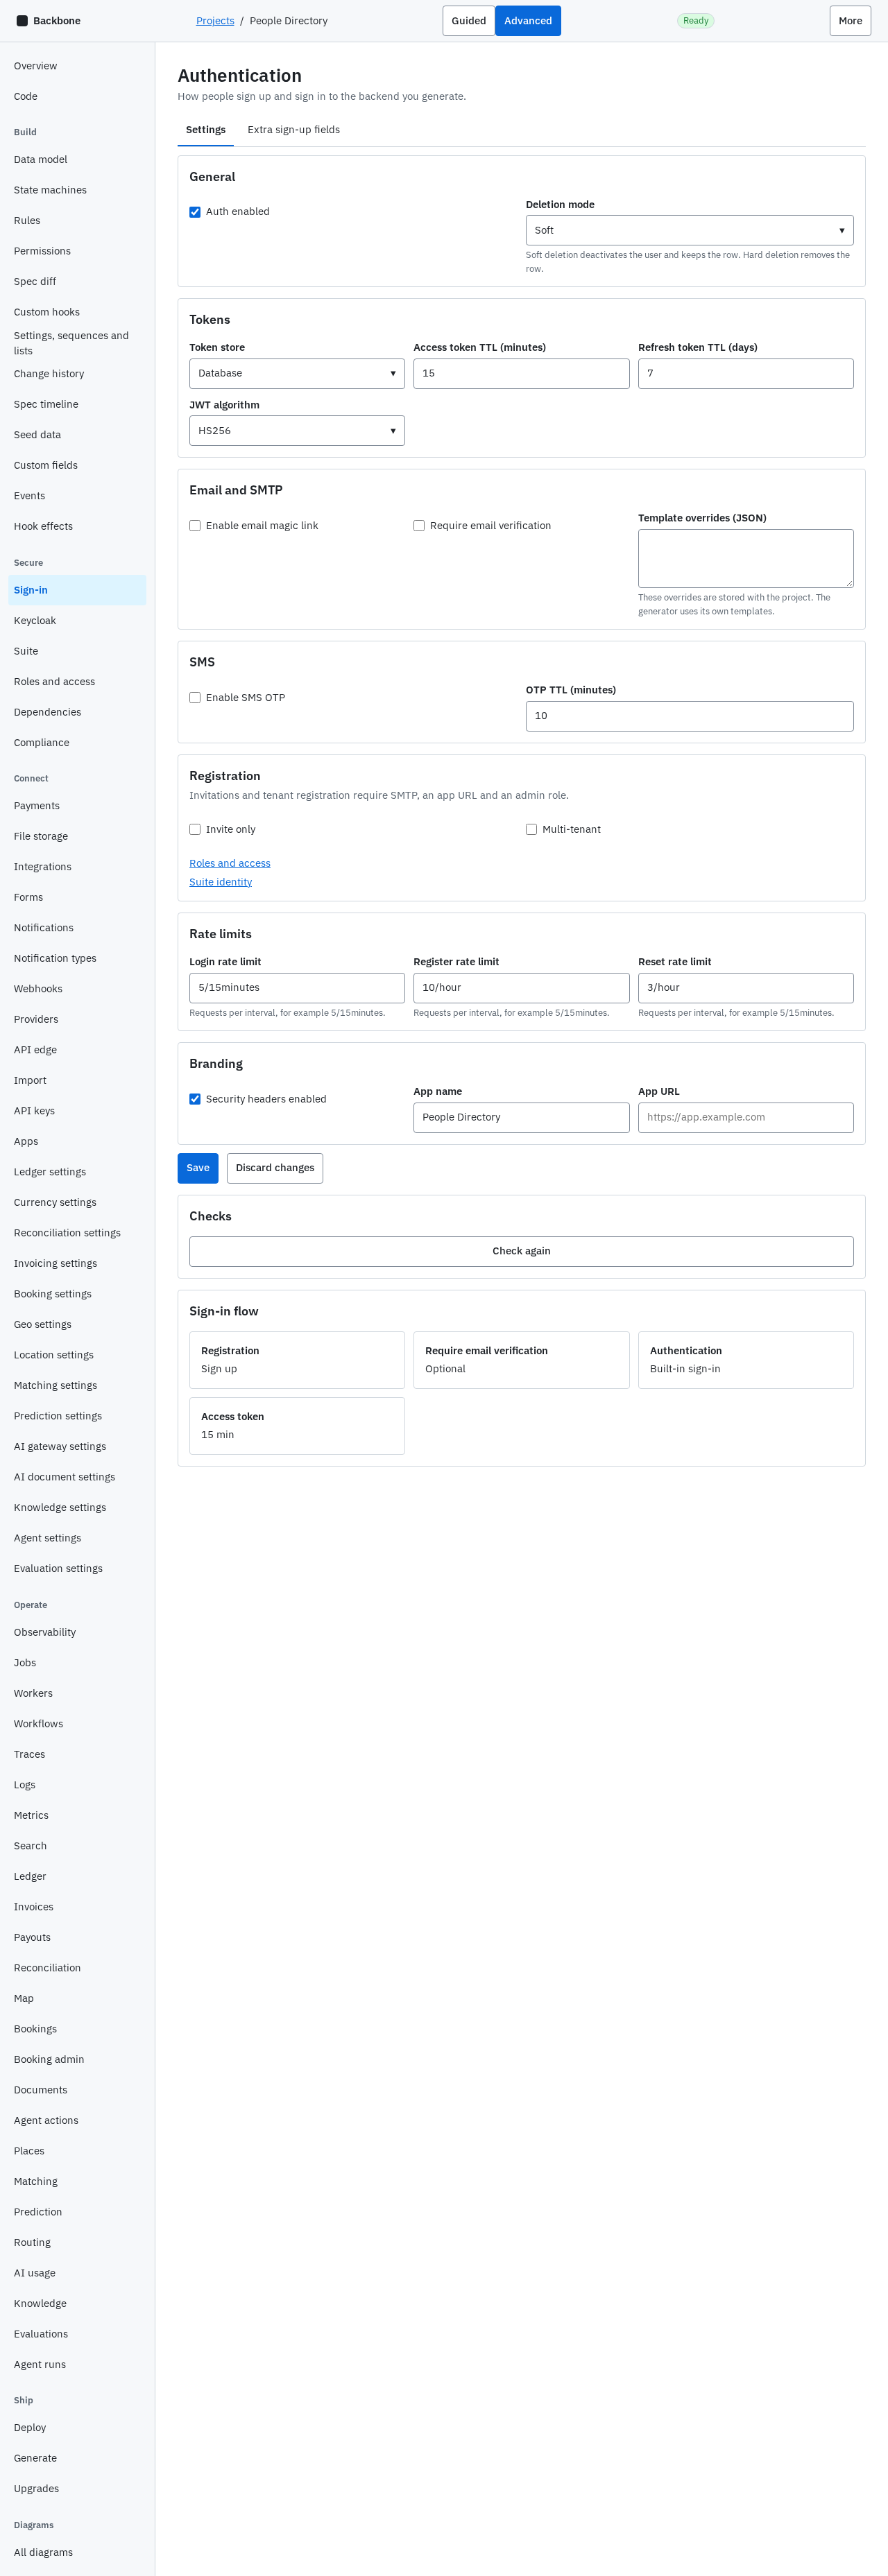 Backbone
Projects / People Directory
Guided
Advanced
Ready
More
Overview
Code
Build
Data model
State machines
Rules
Permissions
Spec diff
Custom hooks
Settings, sequences and
lists
Change history
Spec timeline
Seed data
Custom fields
Events
Hook effects
Secure
Sign-in
Keycloak
Suite
Roles and access
Dependencies
Compliance
Connect
Payments
File storage
Integrations
Forms
Notifications
Notification types
Webhooks
Providers
API edge
Import
API keys
Apps
Ledger settings
Currency settings
Reconciliation settings
Invoicing settings
Booking settings
Geo settings
Location settings
Matching settings
Prediction settings
AI gateway settings
AI document settings
Knowledge settings
Agent settings
Evaluation settings
Operate
Observability
Jobs
Workers
Workflows
Traces
Logs
Metrics
Search
Ledger
Invoices
Payouts
Reconciliation
Map
Bookings
Booking admin
Documents
Agent actions
Places
Matching
Prediction
Routing
AI usage
Knowledge
Evaluations
Agent runs
Ship
Deploy
Generate
Upgrades
Diagrams
All diagrams
Authentication
How people sign up and sign in to the backend you generate.
Settings
Extra sign-up fields
General
Auth enabled
Deletion mode
Soft
Soft deletion deactivates the user and keeps the row. Hard deletion removes the
row.
Tokens
Token store
Database
Access token TTL (minutes)
15
Refresh token TTL (days)
7
JWT algorithm
HS256
Email and SMTP
Enable email magic link
Require email verification
Template overrides (JSON)
These overrides are stored with the project. The
generator uses its own templates.
SMS
Enable SMS OTP
OTP TTL (minutes)
10
Registration
Invitations and tenant registration require SMTP, an app URL and an admin role.
Invite only
Multi-tenant
Roles and access
Suite identity
Rate limits
Login rate limit
5/15minutes
Requests per interval, for example 5/15minutes.
Register rate limit
10/hour
Requests per interval, for example 5/15minutes.
Reset rate limit
3/hour
Requests per interval, for example 5/15minutes.
Branding
Security headers enabled
App name
People Directory
App URL
https://app.example.com
Save
Discard changes
Checks
Check again
Sign-in flow
Registration
Sign up
Require email verification
Optional
Authentication
Built-in sign-in
Access token
15 min